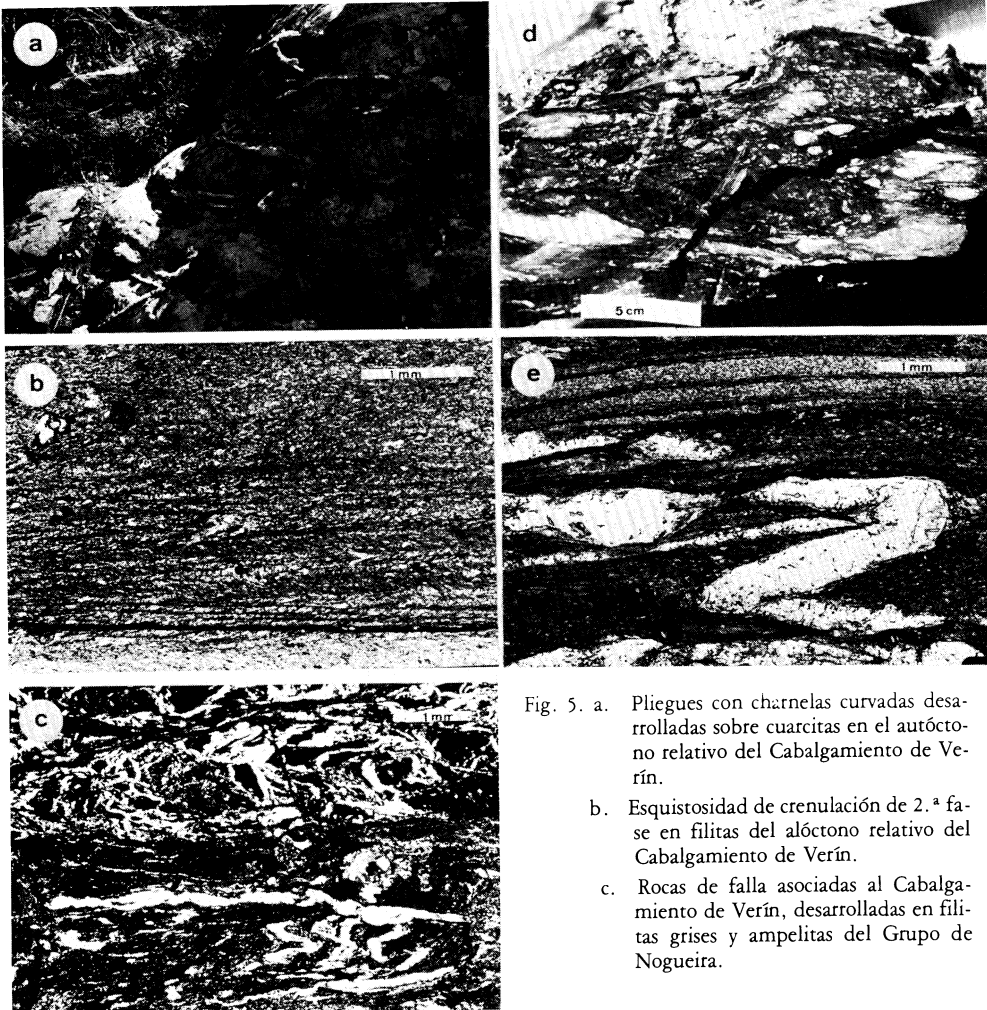 a
d
5 cm
b
1 mm
e
1 mm
c
1 mm
Fig. 5. a. Pliegues con charnelas curvadas desa-
rrolladas sobre cuarcitas en el autócto-
no relativo del Cabalgamiento de Ve-
rín.
b. Esquistosidad de crenulación de 2.ª fa-
se en filitas del alóctono relativo del
Cabalgamiento de Verín.
c. Rocas de falla asociadas al Cabalga-
miento de Verín, desarrolladas en fili-
tas grises y ampelitas del Grupo de
Nogueira.